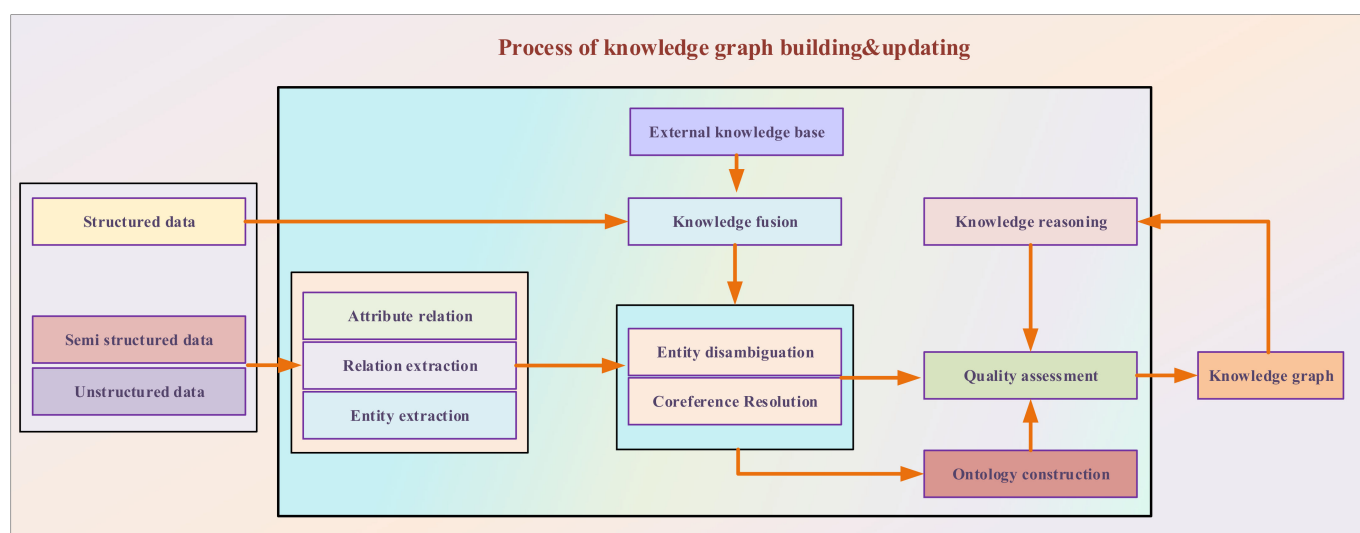 Process of knowledge graph building&updating
External knowledge base
Structured data
Knowledge fusion
Knowledge reasoning
Attribute relation
Semi structured data
Relation extraction
Unstructured data
Entity extraction
Entity disambiguation
Coreference Resolution
Quality assessment
Knowledge graph
Ontology construction